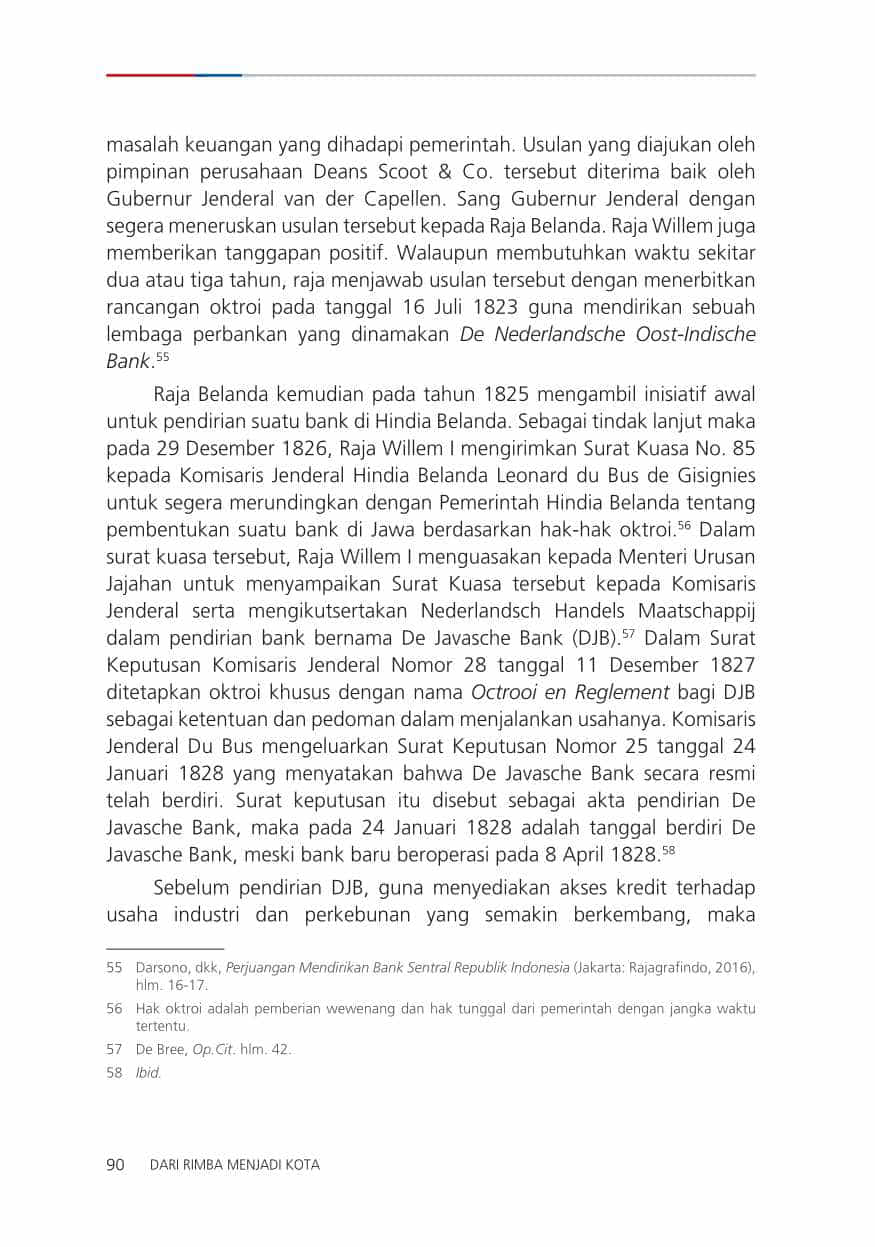 masalah keuangan yang dihadapi pemerintah. Usulan yang diajukan oleh
pimpinan perusahaan Deans Scoot & Co. tersebut diterima baik oleh
Gubernur Jenderal van der Capellen. Sang Gubernur Jenderal dengan
segera meneruskan usulan tersebut kepada Raja Belanda. Raja Willem juga
memberikan tanggapan positif. Walaupun membutuhkan waktu sekitar
dua atau tiga tahun, raja menjawab usulan tersebut dengan menerbitkan
rancangan oktroi pada tanggal 16 Juli 1823 guna mendirikan sebuah
lembaga perbankan yang dinamakan De Nederlandsche Oost-Indische
Bank.55
Raja Belanda kemudian pada tahun 1825 mengambil inisiatif awal
untuk pendirian suatu bank di Hindia Belanda. Sebagai tindak lanjut maka
pada 29 Desember 1826, Raja Willem I mengirimkan Surat Kuasa No. 85
kepada Komisaris Jenderal Hindia Belanda Leonard du Bus de Gisignies
untuk segera merundingkan dengan Pemerintah Hindia Belanda tentang
pembentukan suatu bank di Jawa berdasarkan hak-hak oktroi.56 Dalam
surat kuasa tersebut, Raja Willem I menguasakan kepada Menteri Urusan
Jajahan untuk menyampaikan Surat Kuasa tersebut kepada Komisaris
Jenderal serta mengikutsertakan Nederlandsch Handels Maatschappij
dalam pendirian bank bernama De Javasche Bank (DJB).57 Dalam Surat
Keputusan Komisaris Jenderal Nomor 28 tanggal 11 Desember 1827
ditetapkan oktroi khusus dengan nama Octrooi en Reglement bagi DJB
sebagai ketentuan dan pedoman dalam menjalankan usahanya. Komisaris
Jenderal Du Bus mengeluarkan Surat Keputusan Nomor 25 tanggal 24
Januari 1828 yang menyatakan bahwa De Javasche Bank secara resmi
telah berdiri. Surat keputusan itu disebut sebagai akta pendirian De
Javasche Bank, maka pada 24 Januari 1828 adalah tanggal berdiri De
Javasche Bank, meski bank baru beroperasi pada 8 April 1828.58
Sebelum pendirian DJB, guna menyediakan akses kredit terhadap
usaha industri dan perkebunan yang semakin berkembang, maka
55 Darsono, dkk, Perjuangan Mendirikan Bank Sentral Republik Indonesia (Jakarta: Rajagrafindo, 2016),
hlm. 16-17.
56 Hak oktroi adalah pemberian wewenang dan hak tunggal dari pemerintah dengan jangka waktu
tertentu.
57 De Bree, Op.Cit. hlm. 42.
58 Ibid.
90 DARI RIMBA MENJADI KOTA